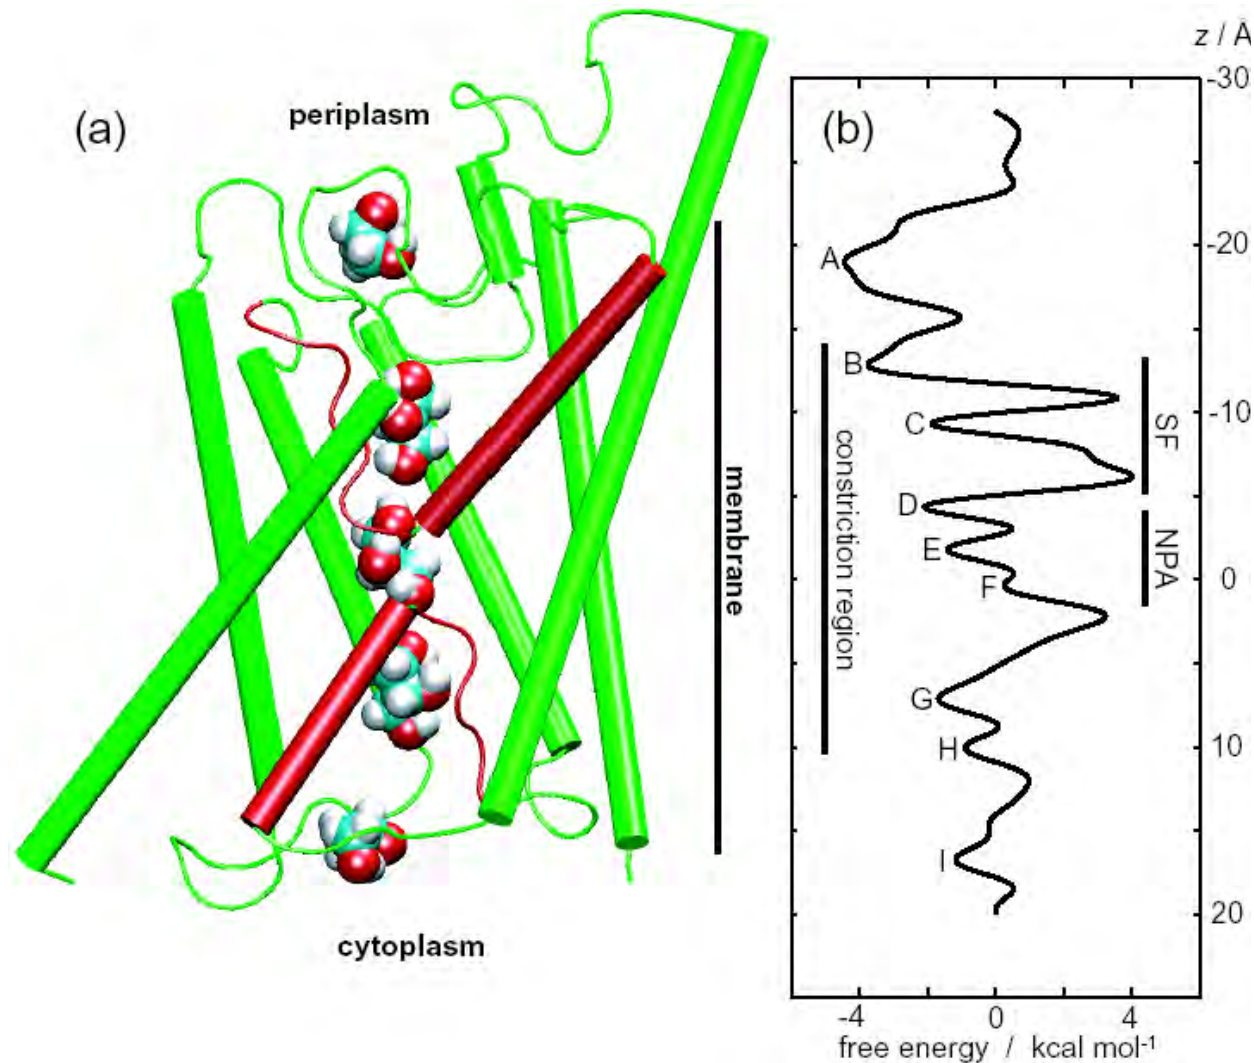 (a)
periplasm
membrane
cytoplasm
(b)
z / Å
-30
-20
-10
0
10
20
A
B
C
D
E
F
G
H
I
constriction region
SF
NPA
-4 0 4
free energy / kcal mol⁻¹